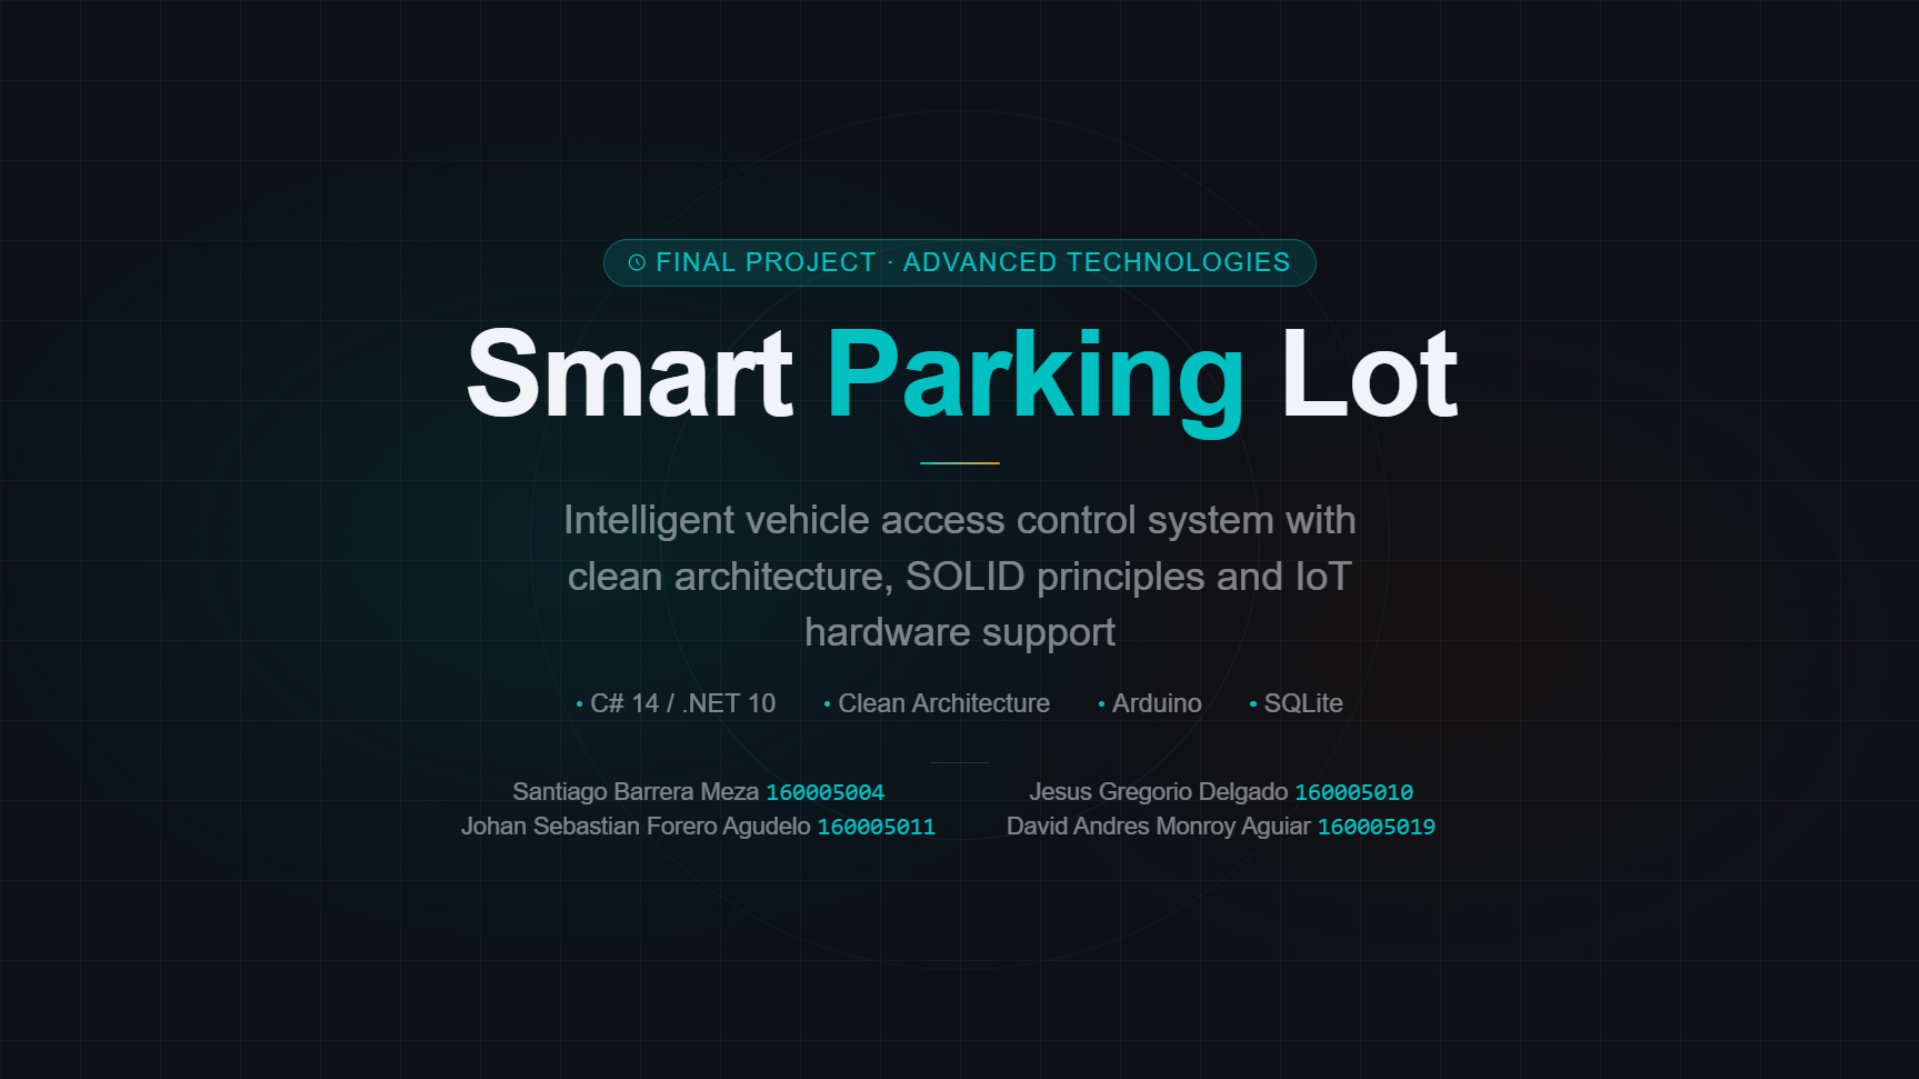 FINAL PROJECT · ADVANCED TECHNOLOGIES
Smart Parking Lot
Intelligent vehicle access control system with
clean architecture, SOLID principles and IoT
hardware support
• C# 14 / .NET 10 • Clean Architecture • Arduino • SQLite
Santiago Barrera Meza 160005004 Jesus Gregorio Delgado 160005010
Johan Sebastian Forero Agudelo 160005011 David Andres Monroy Aguiar 160005019